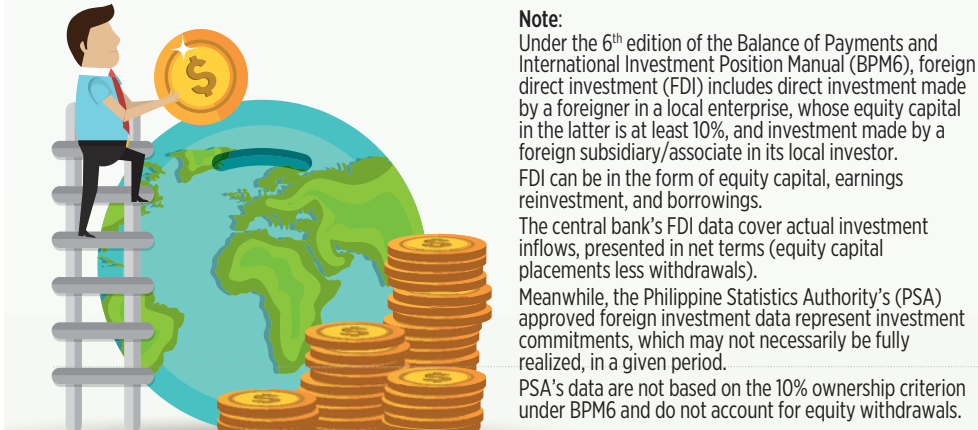 Note:
Under the 6th edition of the Balance of Payments and
International Investment Position Manual (BPM6), foreign
direct investment (FDI) includes direct investment made
by a foreigner in a local enterprise, whose equity capital
in the latter is at least 10%, and investment made by a
foreign subsidiary/associate in its local investor.
FDI can be in the form of equity capital, earnings
reinvestment, and borrowings.
The central bank's FDI data cover actual investment
inflows, presented in net terms (equity capital
placements less withdrawals).
Meanwhile, the Philippine Statistics Authority's (PSA)
approved foreign investment data represent investment
commitments, which may not necessarily be fully
realized, in a given period.
PSA's data are not based on the 10% ownership criterion
under BPM6 and do not account for equity withdrawals.
$
$
$
$
$